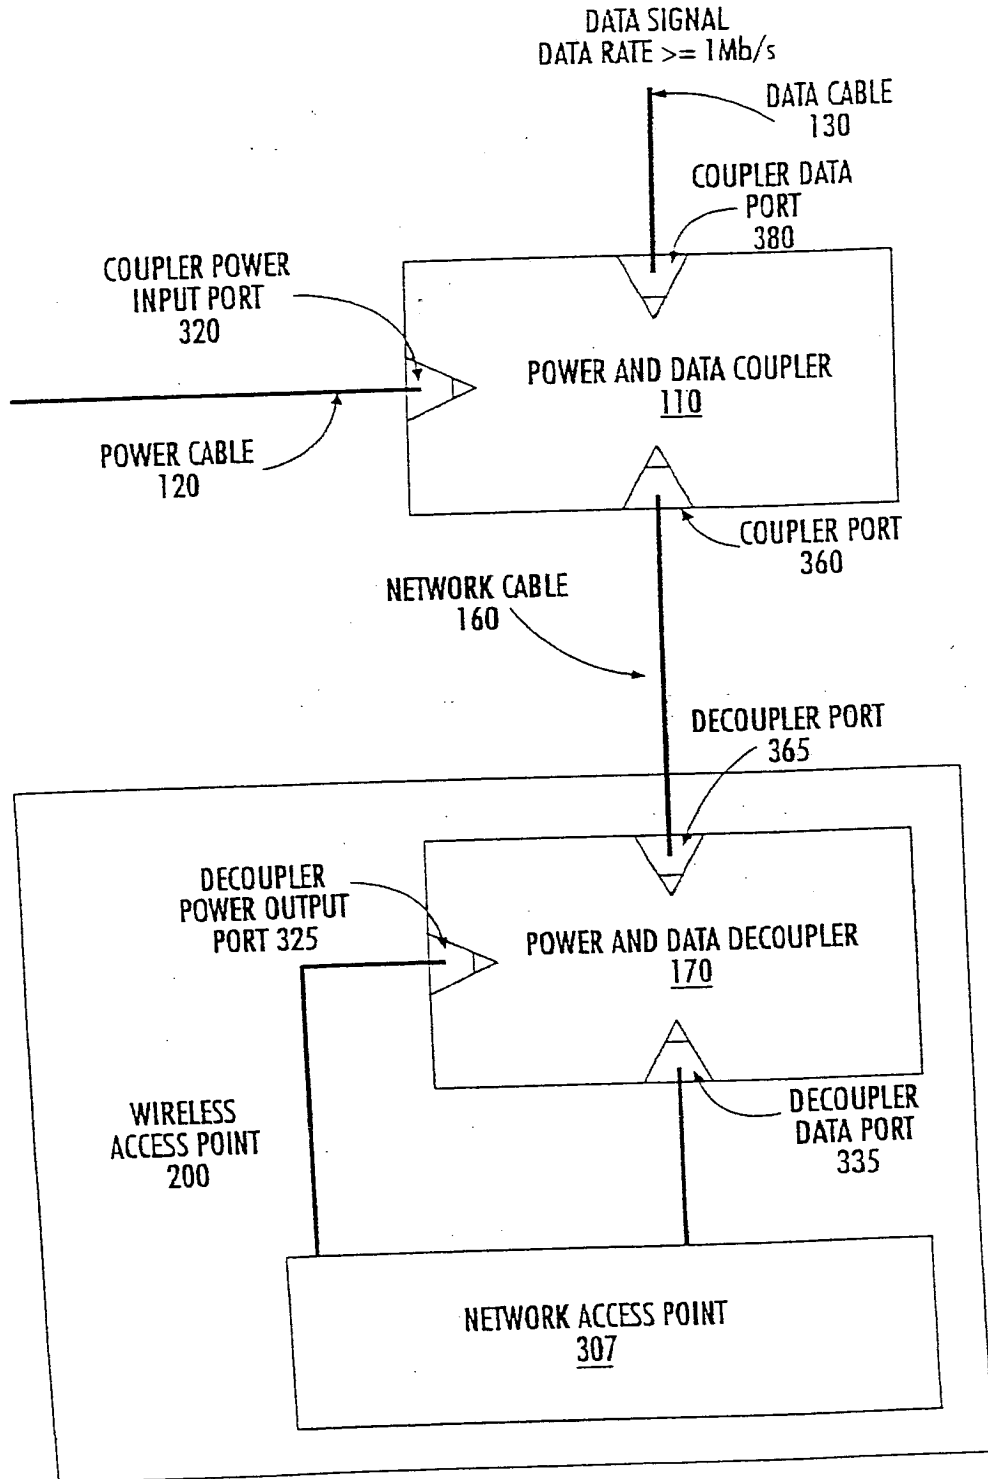 DATA SIGNAL
DATA RATE >= 1Mb/s
DATA CABLE
130
COUPLER DATA
PORT
380
COUPLER POWER
INPUT PORT
320
POWER AND DATA COUPLER
110
POWER CABLE
120
COUPLER PORT
360
NETWORK CABLE
160
DECOUPLER PORT
365
DECOUPLER
POWER OUTPUT
PORT 325
POWER AND DATA DECOUPLER
170
DECOUPLER
DATA PORT
335
WIRELESS
ACCESS POINT
200
NETWORK ACCESS POINT
307